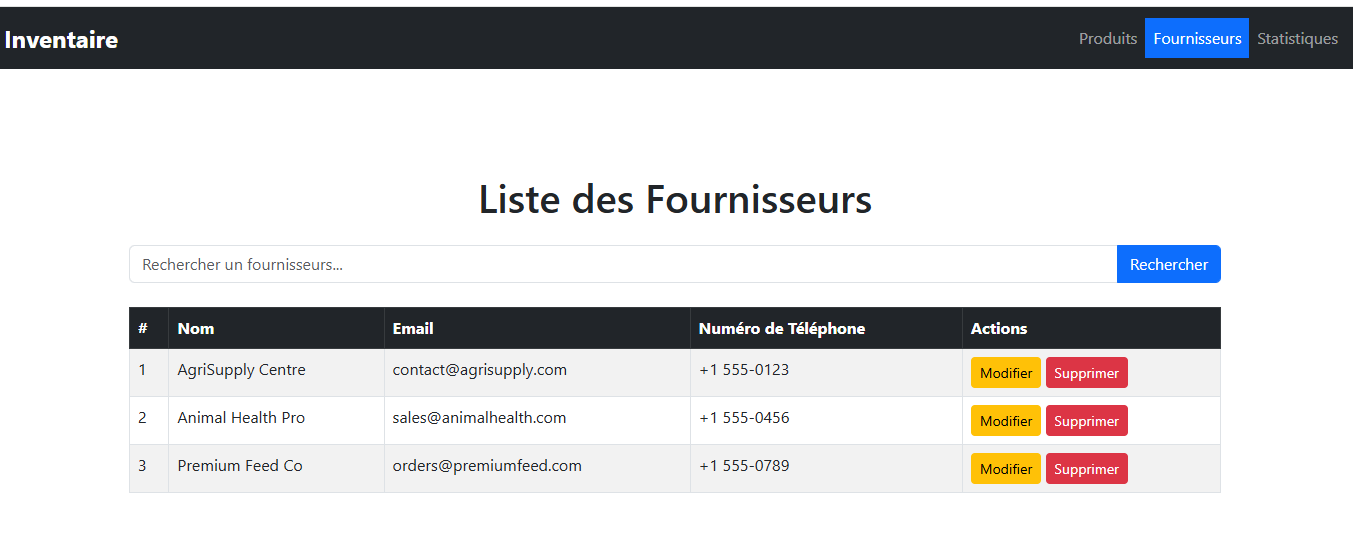 Inventaire Produits Fournisseurs Statistiques
Liste des Fournisseurs
Rechercher un fournisseurs... Rechercher
# Nom Email Numéro de Téléphone Actions
1 AgriSupply Centre contact@agrisupply.com +1 555-0123 Modifier Supprimer
2 Animal Health Pro sales@animalhealth.com +1 555-0456 Modifier Supprimer
3 Premium Feed Co orders@premiumfeed.com +1 555-0789 Modifier Supprimer